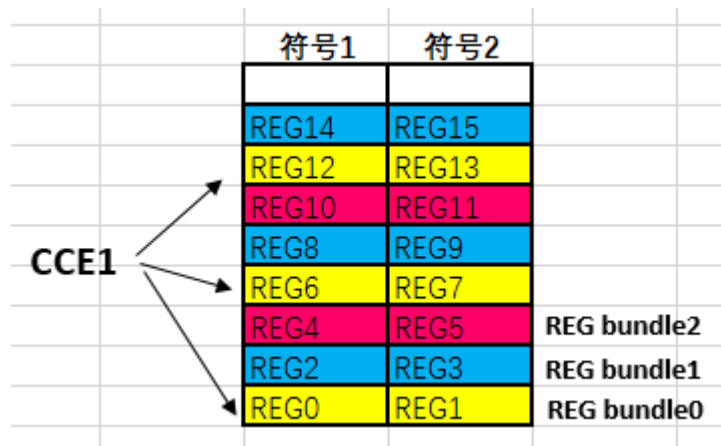 符号1 符号2
REG14 REG15
REG12 REG13
REG10 REG11
REG8 REG9
CCE1
REG6 REG7
REG4 REG5 REG bundle2
REG2 REG3 REG bundle1
REG0 REG1 REG bundle0